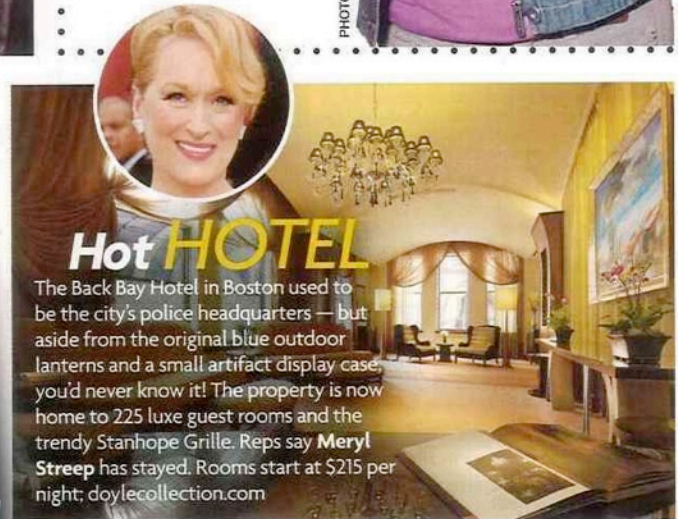 PHOTO
Hot HOTEL
The Back Bay Hotel in Boston used to
be the city's police headquarters — but
aside from the original blue outdoor
lanterns and a small artifact display case,
you'd never know it! The property is now
home to 225 luxe guest rooms and the
trendy Stanhope Grille. Reps say Meryl
Streep has stayed. Rooms start at $215 per
night; doylecollection.com